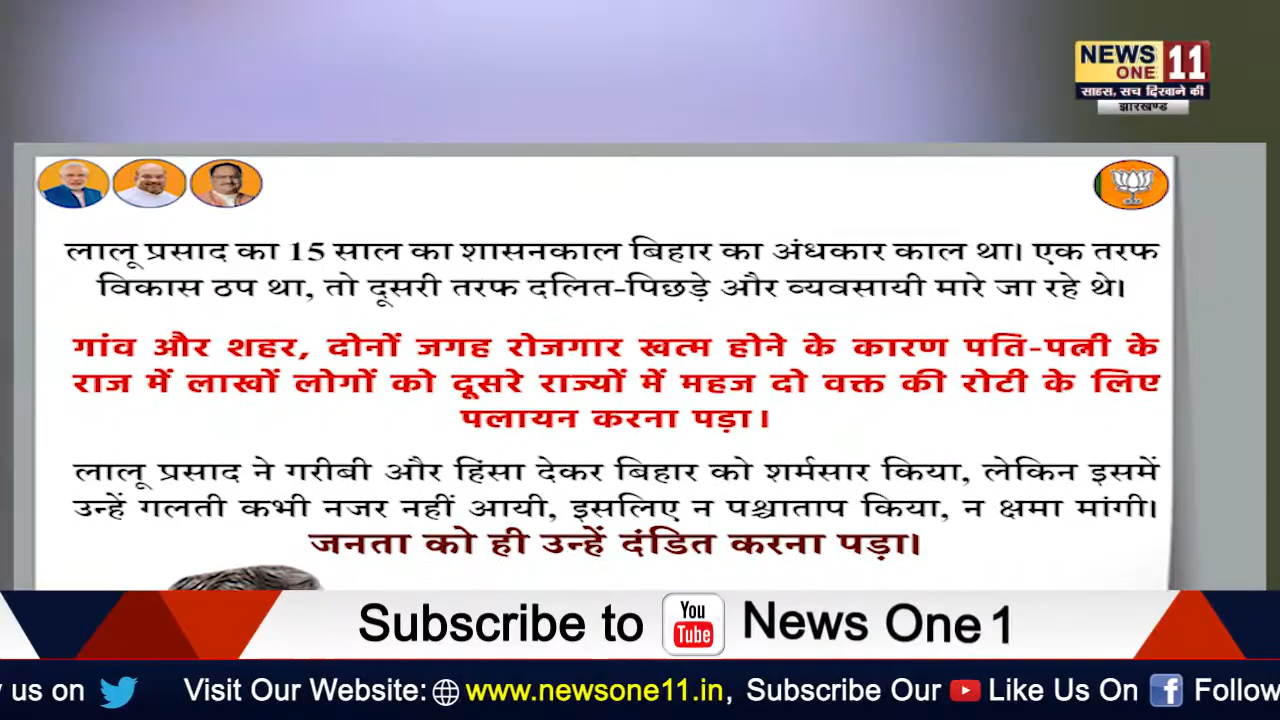 NEWS
ONE 11
साहस, सच दिखाने की
झारखण्ड
लालू प्रसाद का 15 साल का शासनकाल बिहार का अंधकार काल था। एक तरफ
विकास ठप था, तो दूसरी तरफ दलित-पिछड़े और व्यवसायी मारे जा रहे थे।
गांव और शहर, दोनों जगह रोजगार खत्म होने के कारण पति-पत्नी के
राज में लाखों लोगों को दूसरे राज्यों में महज दो वक्त की रोटी के लिए
पलायन करना पड़ा।
लालू प्रसाद ने गरीबी और हिंसा देकर बिहार को शर्मसार किया, लेकिन इसमें
उन्हें गलती कभी नजर नहीं आयी, इसलिए न पश्चाताप किया, न क्षमा मांगी।
जनता को ही उन्हें दंडित करना पड़ा।
Subscribe to You Tube News One 1
y us on Visit Our Website: www.newsone11.in, Subscribe Our Like Us On Follow